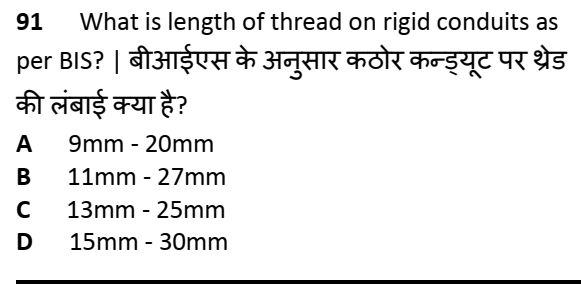 91 What is length of thread on rigid conduits as
per BIS? | बीआईएस के अनुसार कठोर कन्ड्यूट पर थ्रेड
की लंबाई क्या है?
A 9mm - 20mm
B 11mm - 27mm
C 13mm - 25mm
D 15mm - 30mm